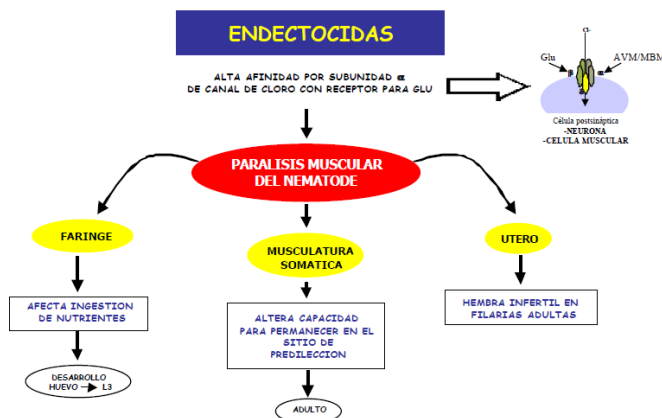 ENDECTOCIDAS
ALTA AFINIDAD POR SUBUNIDAD α
DE CANAL DE CLORO CON RECEPTOR PARA GLU
Cl-
Glu
AVM/MBM
β
α
Célula postsináptica
-NEURONA
-CELULA MUSCULAR
PARALISIS MUSCULAR
DEL NEMATODE
FARINGE
MUSCULATURA
SOMATICA
UTERO
AFECTA INGESTION
DE NUTRIENTES
ALTERA CAPACIDAD
PARA PERMANECER EN EL
SITIO DE
PREDILECCION
HEMBRA INFERTIL EN
FILARIAS ADULTAS
DESARROLLO
HUEVO → L3
ADULTO